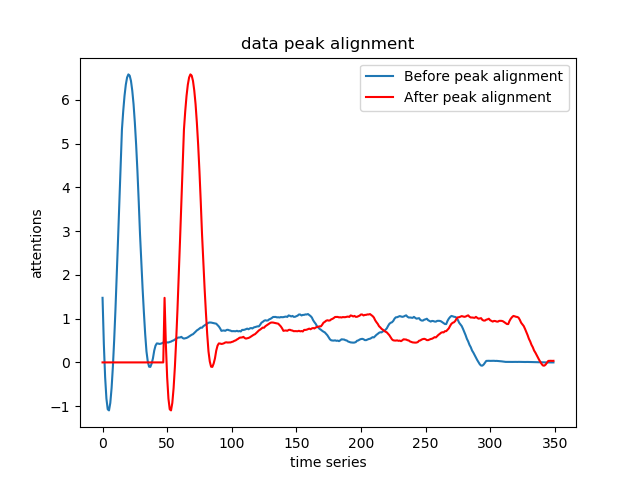 data peak alignment
Before peak alignment
After peak alignment
attentions
6
5
4
3
2
1
0
−1
0 50 100 150 200 250 300 350
time series